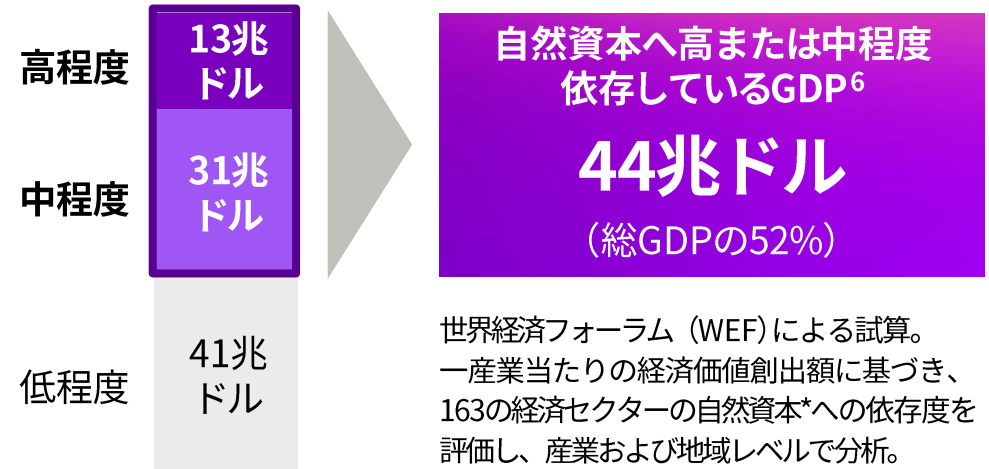 高程度
13兆
ドル
中程度
31兆
ドル
低程度
41兆
ドル
自然資本へ高または中程度
依存しているGDP⁶
44兆ドル
（総GDPの52%）
世界経済フォーラム（WEF）による試算。
一産業当たりの経済価値創出額に基づき、
163の経済セクターの自然資本*への依存度を
評価し、産業および地域レベルで分析。